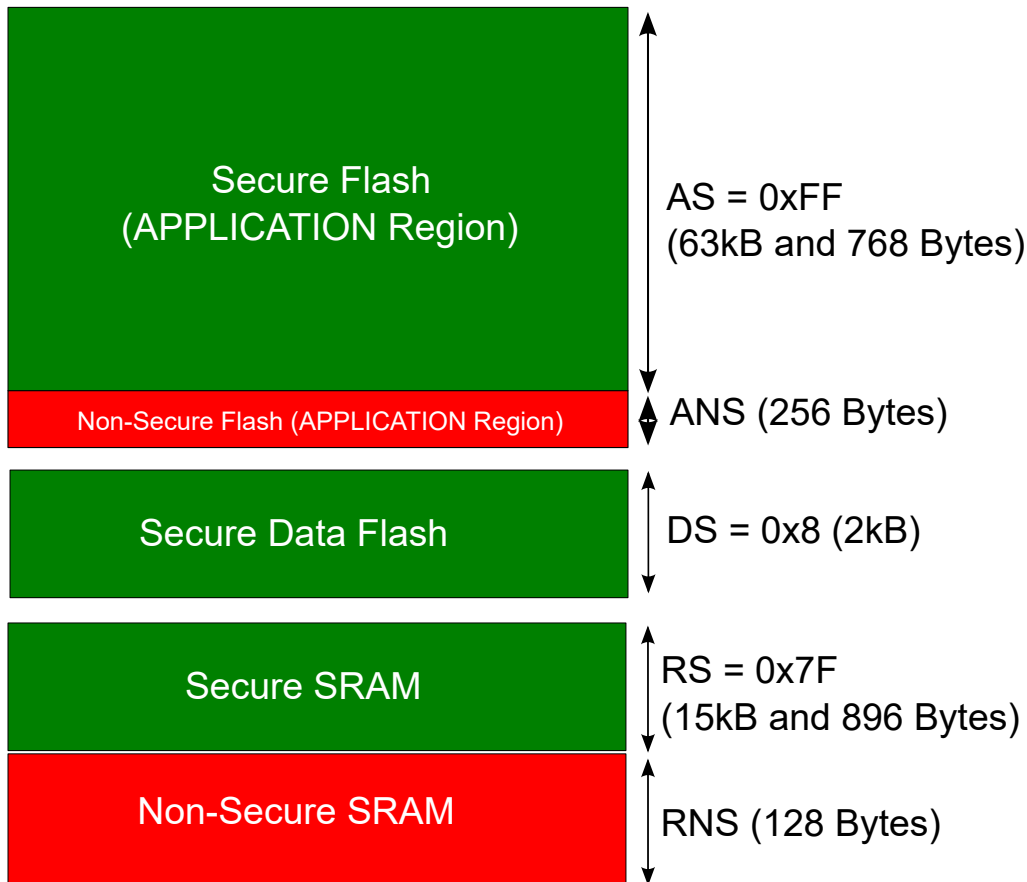 Secure Flash
(APPLICATION Region)
AS = 0xFF
(63kB and 768 Bytes)
Non-Secure Flash (APPLICATION Region)
ANS (256 Bytes)
Secure Data Flash
DS = 0x8 (2kB)
Secure SRAM
RS = 0x7F
(15kB and 896 Bytes)
Non-Secure SRAM
RNS (128 Bytes)